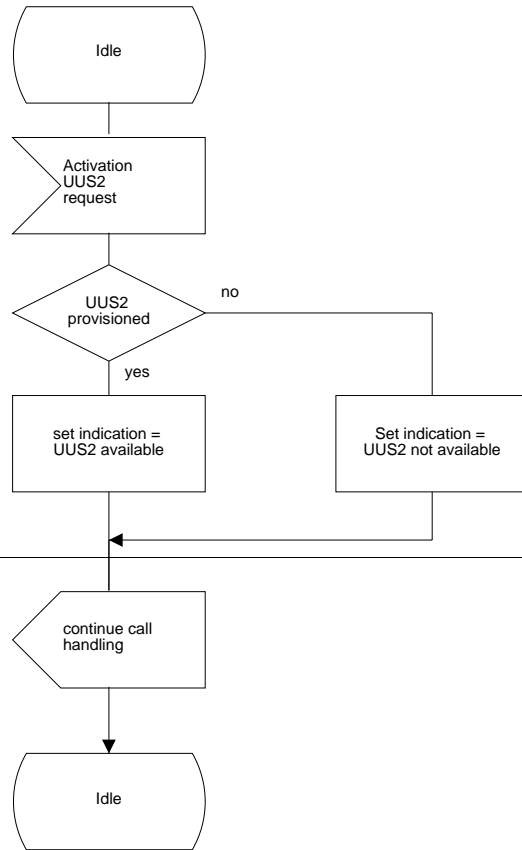 Idle
Activation
UUS2
request
UUS2
provisioned
no
yes
set indication =
UUS2 available
Set indication =
UUS2 not available
continue call
handling
Idle